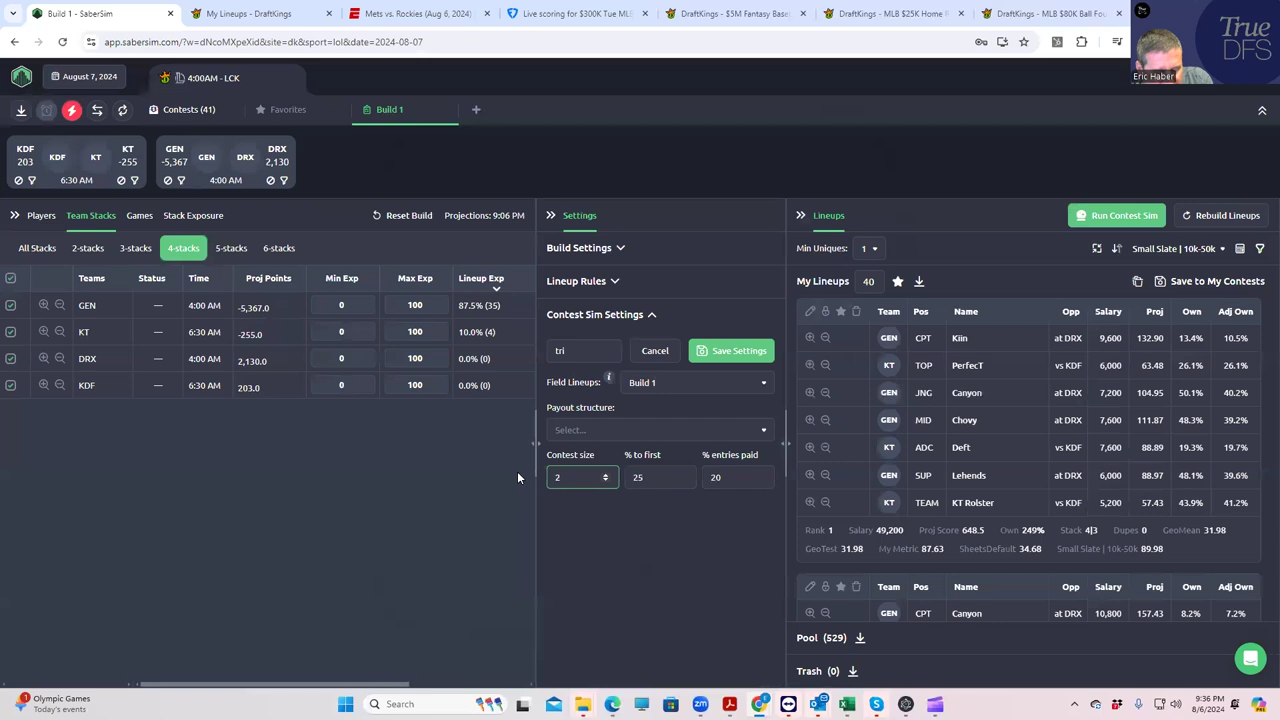 Build 1 - SaberSim
My Lineups - DraftKings
Mets vs. Rockies (Aug 6, 2024)
Live scoring for $300K Tue MLB
DraftKings - $5M Fantasy Baseb
DraftKings - MLB $25K Home R
DraftKings - MLB $80K Ball Fou
app.sabersim.com/?w=dNcoMXpeXid&site=dk&sport=lol&date=2024-08-07
True DFS
Eric Haber
August 7, 2024
4:00AM - LCK
Contests (41)
Favorites
Build 1
KDF 203 KDF KT KT -255
6:30 AM
GEN -5,367 GEN DRX DRX 2,130
4:00 AM
Players Team Stacks Games Stack Exposure Reset Build Projections: 9:06 PM
All Stacks 2-stacks 3-stacks 4-stacks 5-stacks 6-stacks
Teams Status Time Proj Points Min Exp Max Exp Lineup Exp
GEN — 4:00 AM -5,367.0 0 100 87.5% (35)
KT — 6:30 AM -255.0 0 100 10.0% (4)
DRX — 4:00 AM 2,130.0 0 100 0.0% (0)
KDF — 6:30 AM 203.0 0 100 0.0% (0)
Settings
Build Settings
Lineup Rules
Contest Sim Settings
tri Cancel Save Settings
Field Lineups: Build 1
Payout structure:
Select...
Contest size % to first % entries paid
2 25 20
Lineups Run Contest Sim Rebuild Lineups
Min Uniques: 1 Small Slate | 10k-50k
My Lineups 40 Save to My Contests
Team Pos Name Opp Salary Proj Own Adj Own
GEN CPT Kiin at DRX 9,600 132.90 13.4% 10.5%
KT TOP PerfecT vs KDF 6,000 63.48 26.1% 26.1%
GEN JNG Canyon at DRX 7,200 104.95 50.1% 40.2%
GEN MID Chovy at DRX 7,600 111.87 48.3% 39.2%
KT ADC Deft vs KDF 7,600 88.89 19.3% 19.7%
GEN SUP Lehends at DRX 6,000 88.97 48.1% 39.6%
KT TEAM KT Rolster vs KDF 5,200 57.43 43.9% 41.2%
Rank 1 Salary 49,200 Proj Score 648.5 Own 249% Stack 4|3 Dupes 0 GeoMean 31.98
GeoTest 31.98 My Metric 87.63 SheetsDefault 34.68 Small Slate | 10k-50k 89.98
Team Pos Name Opp Salary Proj Own Adj Own
GEN CPT Canyon at DRX 10,800 157.43 8.2% 7.2%
Pool (529)
Trash (0)
1
Olympic Games
Today's events
Search
9:36 PM
8/6/2024